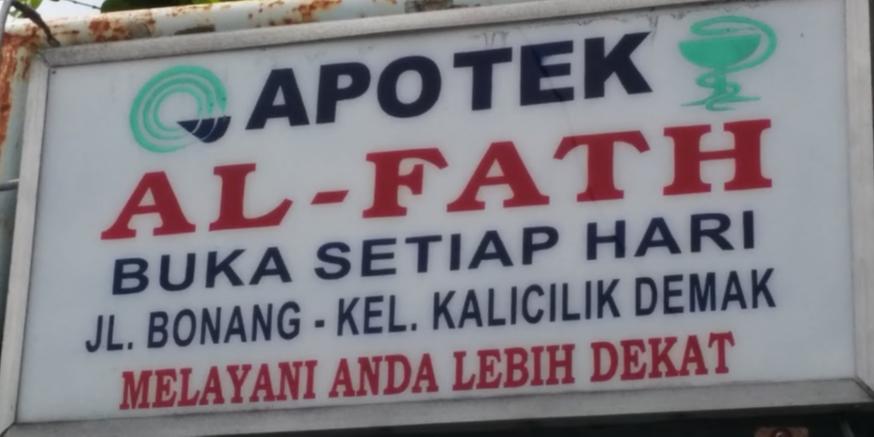 APOTEK
AL-FATH
BUKA SETIAP HARI
JL. BONANG - KEL. KALICILIK DEMAK
MELAYANI ANDA LEBIH DEKAT